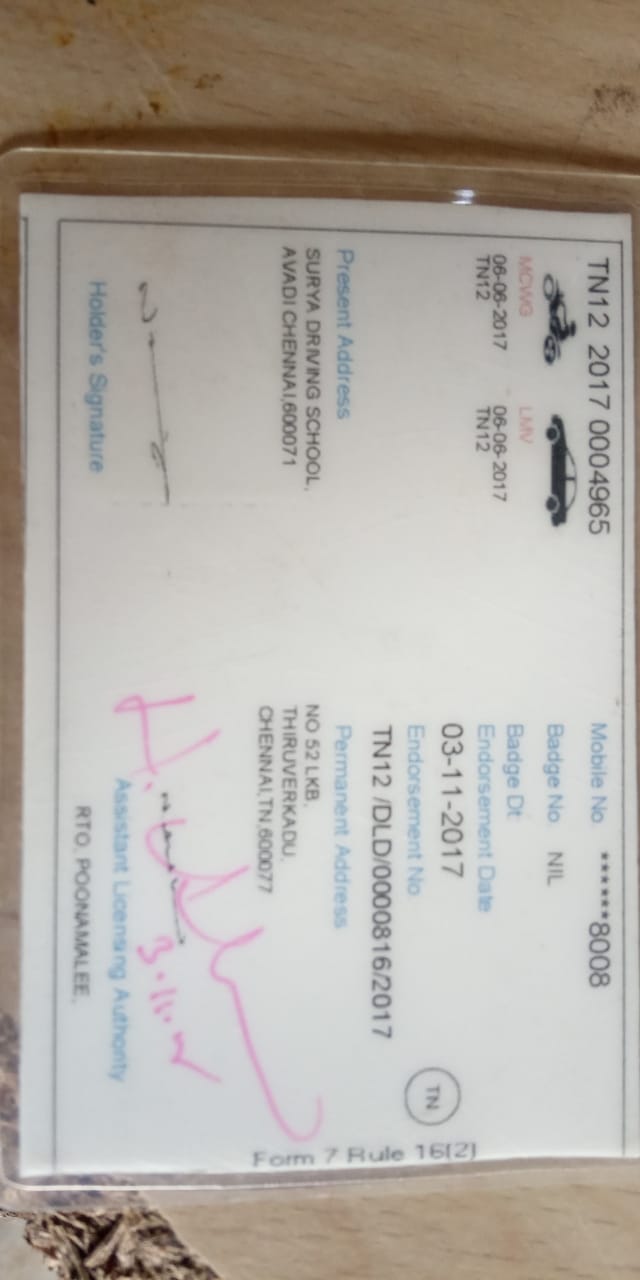 TN12 2017 0004965
MCWG
06-06-2017
TN12
LMV
06-06-2017
TN12
Mobile No. ******8008
Badge No. NIL
Badge Dt
Endorsement Date
03-11-2017
Endorsement No
TN12 /DLD/0000816/2017
TN
Present Address
SURYA DRIVING SCHOOL,
AVADI CHENNAI,600071
Permanent Address
NO 52 LKB,
THIRUVERKADU,
CHENNAI,TN,600077
Holder's Signature
Assistant Licensing Authority
RTO, POONAMALEE,
Form 7 Rule 16(2)